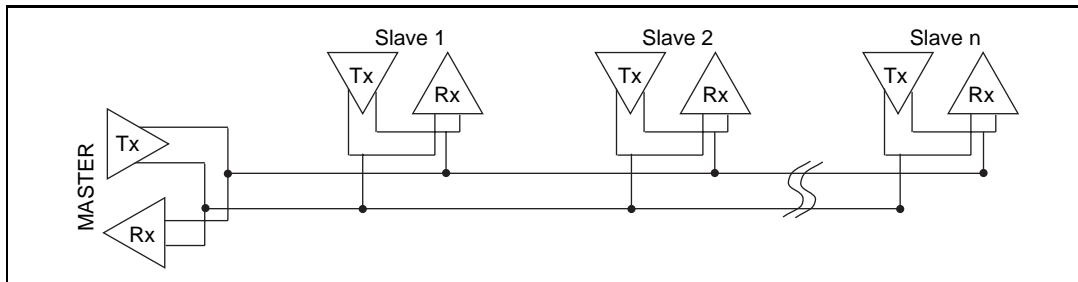 Slave 1
Slave 2
Slave n
Tx
Rx
Tx
Rx
Tx
Rx
MASTER
Tx
Rx